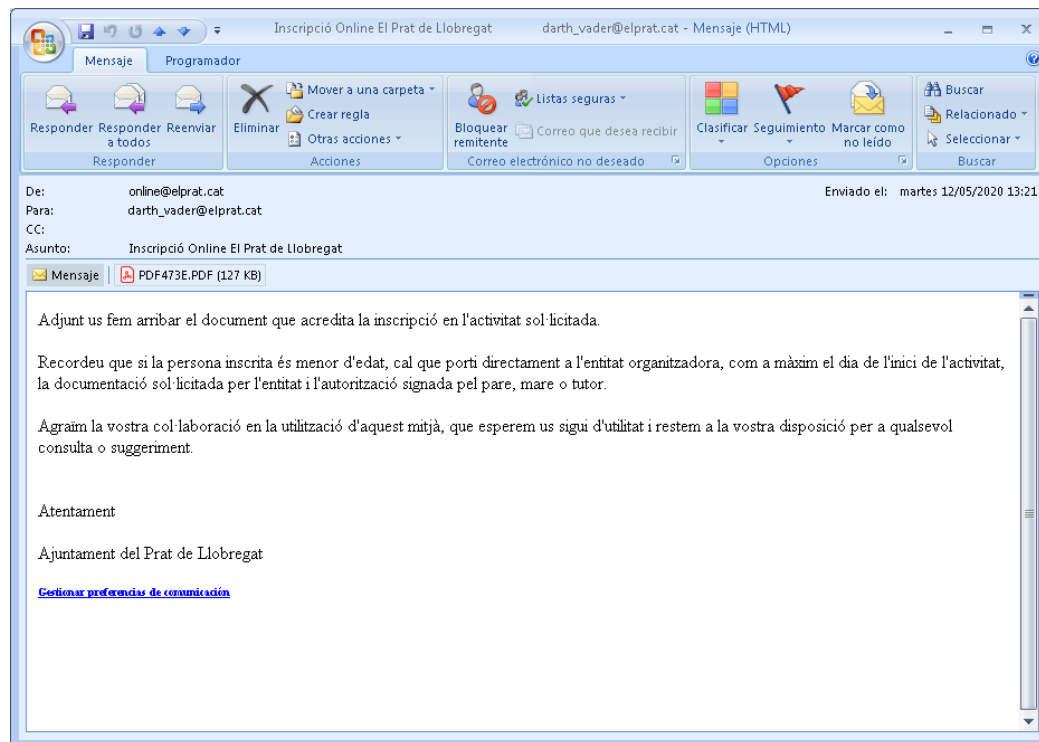 Inscripció Online El Prat de Llobregat darth_vader@elprat.cat - Mensaje (HTML)
Mensaje Programador
Responder Responder a todos Reenviar
Responder
Eliminar
Mover a una carpeta
Crear regla
Otras acciones
Acciones
Bloquear remitente
Listas seguras
Correo que desea recibir
Correo electrónico no deseado
Clasificar Seguimiento Marcar como no leído
Opciones
Buscar
Relacionado
Seleccionar
Buscar
De: online@elprat.cat Enviado el: martes 12/05/2020 13:21
Para: darth_vader@elprat.cat
CC:
Asunto: Inscripció Online El Prat de Llobregat
Mensaje PDF473E.PDF (127 KB)
Adjunt us fem arribar el document que acredita la inscripció en l'activitat sol·licitada.
Recordeu que si la persona inscrita és menor d'edat, cal que porti directament a l'entitat organitzadora, com a màxim el dia de l'inici de l'activitat,
la documentació sol·licitada per l'entitat i l'autorització signada pel pare, mare o tutor.
Agraïm la vostra col·laboració en la utilització d'aquest mitjà, que esperem us sigui d'utilitat i restem a la vostra disposició per a qualsevol
consulta o suggeriment.
Atentament
Ajuntament del Prat de Llobregat
Gestionar preferencias de comunicación